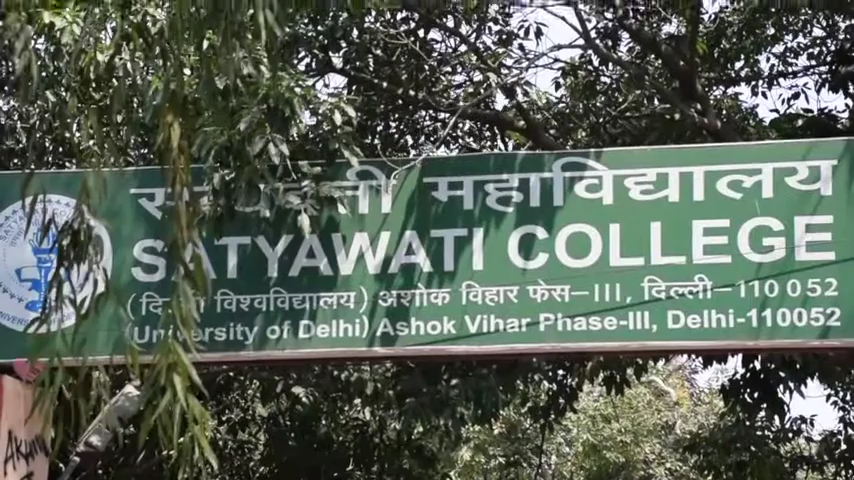 महाविद्यालय
SATYAWATI COLLEGE
(दिल्ली विश्वविद्यालय) अशोक विहार फेस–III, दिल्ली–110 052
(University of Delhi) Ashok Vihar Phase–III, Delhi–110052